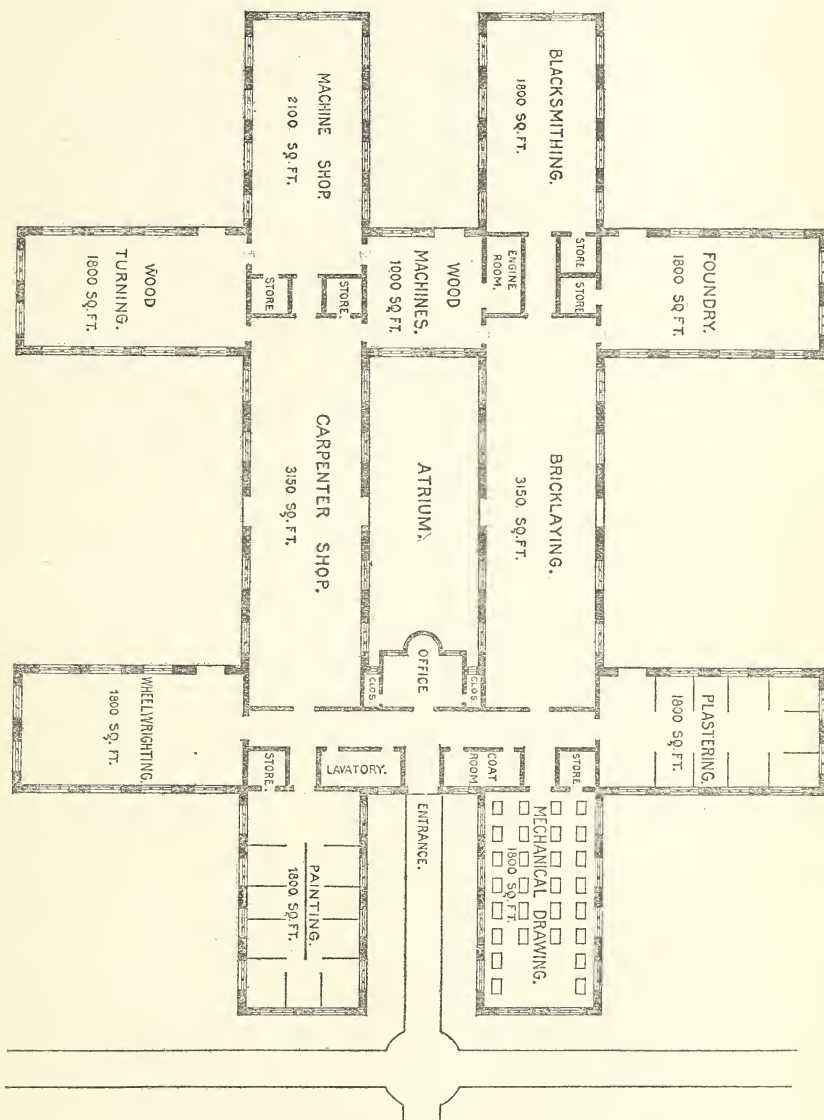 MACHINE SHOP.
2100 SQ. FT.
BLACKSMITHING.
1800 SQ. FT.
WOOD
TURNING.
1800 SQ. FT.
STORE
STORE.
WOOD
MACHINES.
1000 SQ. FT.
ENGINE
ROOM.
STORE
STORE
FOUNDRY.
1800 SQ. FT.
CARPENTER SHOP.
3150 SQ. FT.
ATRIUM.
BRICKLAYING.
3150 SQ. FT.
CLOS.
OFFICE
CLOS.
WHEELWRIGHTING.
1800 SQ. FT.
STORE.
LAVATORY.
COAT
ROOM
STORE
PLASTERING.
1800 SQ. FT.
ENTRANCE.
PAINTING.
1800 SQ. FT.
MECHANICAL DRAWING.
1800 SQ. FT.